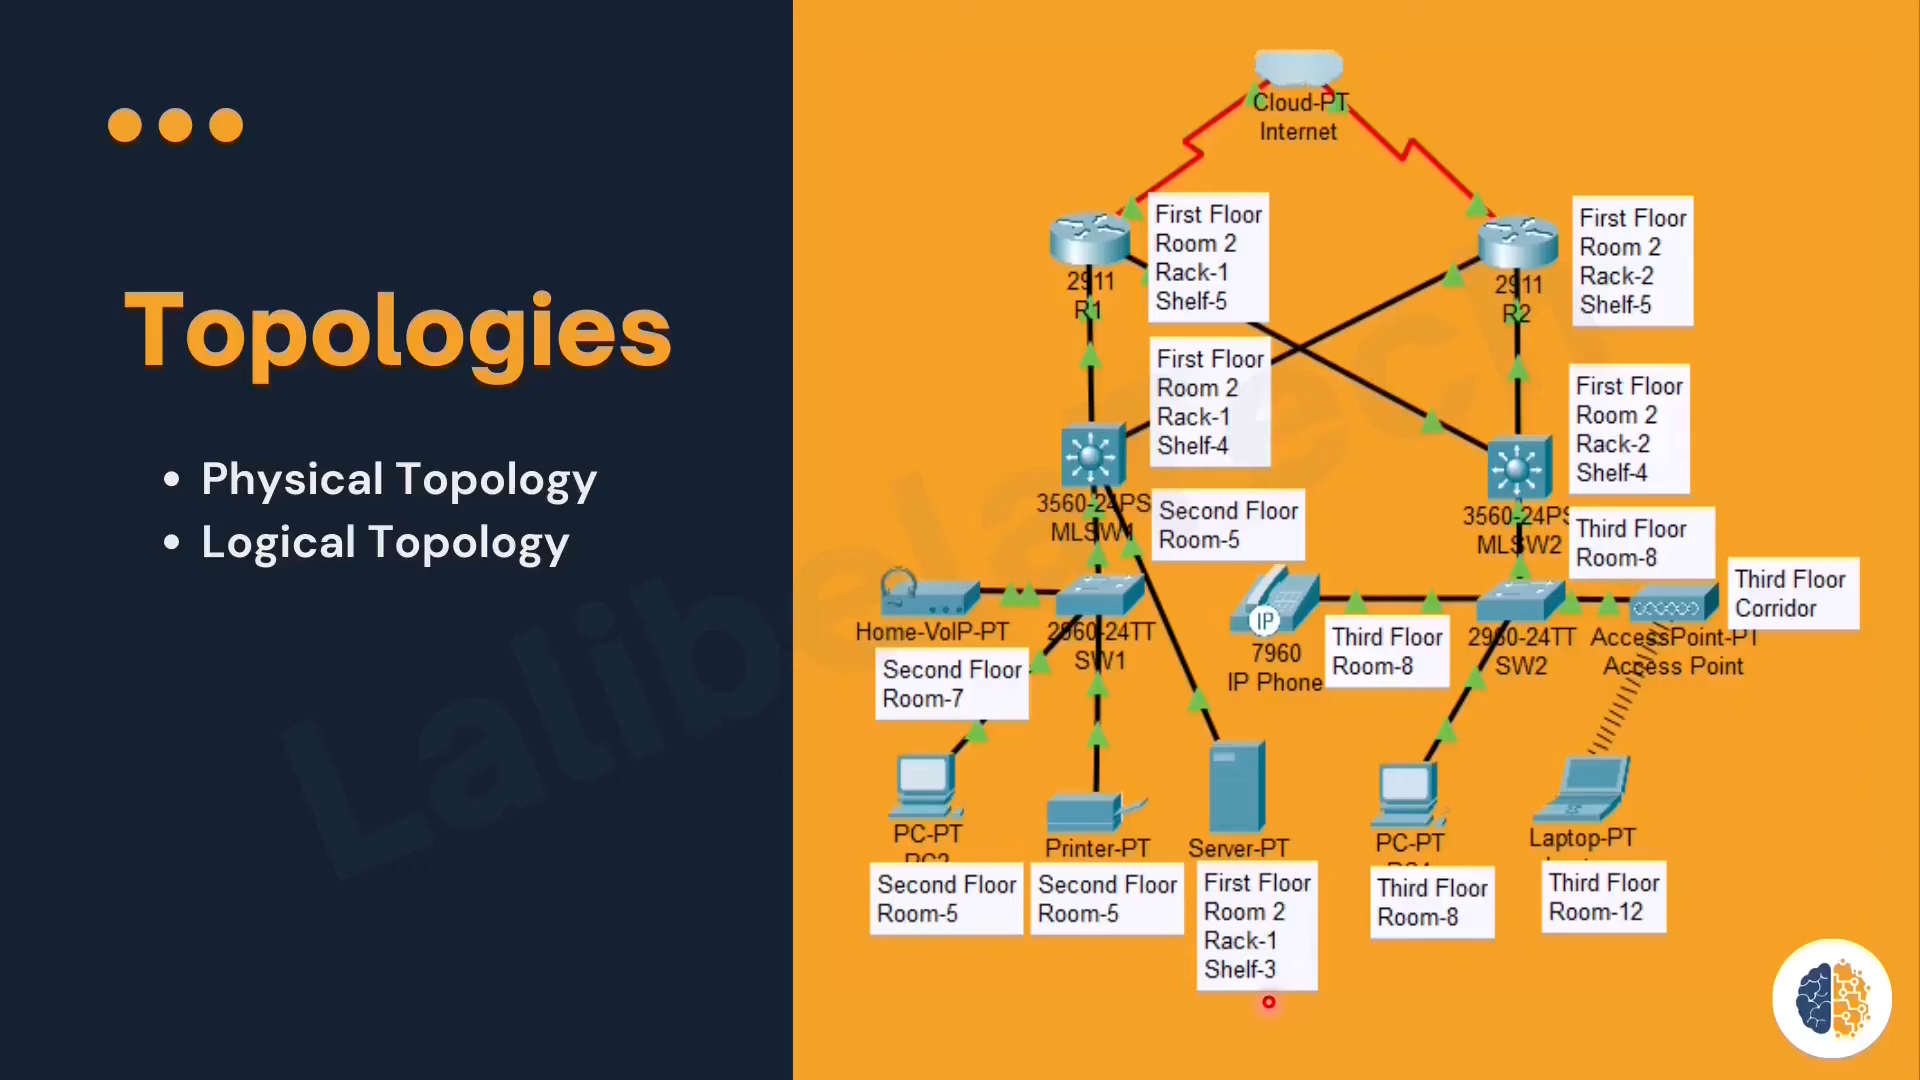 Topologies
Physical Topology
Logical Topology
Cloud-PT
Internet
2911
R1
First Floor
Room 2
Rack-1
Shelf-5
2911
R2
First Floor
Room 2
Rack-2
Shelf-5
First Floor
Room 2
Rack-1
Shelf-4
First Floor
Room 2
Rack-2
Shelf-4
3560-24PS
MLSW1
Second Floor
Room-5
3560-24PS
MLSW2
Third Floor
Room-8
Third Floor
Corridor
Home-VoIP-PT
Second Floor
Room-7
2960-24TT
SW1
IP
7960
IP Phone
Third Floor
Room-8
2960-24TT
SW2
AccessPoint-PT
Access Point
PC-PT
Second Floor
Room-5
Printer-PT
Second Floor
Room-5
Server-PT
First Floor
Room 2
Rack-1
Shelf-3
PC-PT
Third Floor
Room-8
Laptop-PT
Third Floor
Room-12